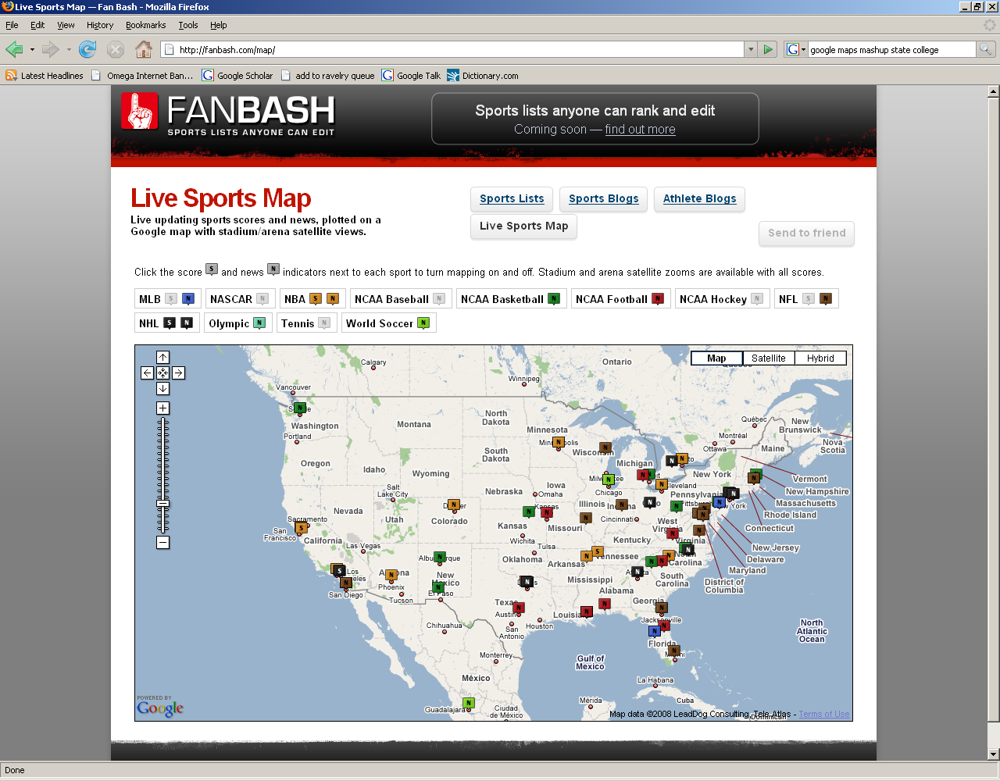 Live Sports Map — Fan Bash - Mozilla Firefox
File Edit View History Bookmarks Tools Help
http://fanbash.com/map/
G google maps mashup state college
Latest Headlines Omega Internet Ban... Google Scholar add to ravelry queue Google Talk Dictionary.com
FANBASH
SPORTS LISTS ANYONE CAN EDIT
Sports lists anyone can rank and edit
Coming soon — find out more
Live Sports Map
Live updating sports scores and news, plotted on a
Google map with stadium/arena satellite views.
Sports Lists Sports Blogs Athlete Blogs
Live Sports Map
Send to friend
Click the score S and news N indicators next to each sport to turn mapping on and off. Stadium and arena satellite zooms are available with all scores.
MLB S N NASCAR N NBA S N NCAA Baseball N NCAA Basketball N NCAA Football N NCAA Hockey N NFL S N
NHL S N Olympic N Tennis N World Soccer N
Map Satellite Hybrid
Calgary
Ontario
Winnipeg
Vancouver
Washington
Portland
Montana
North
Dakota
Minnesota
Québec
Montréal
Ottawa
New
Brunswick
Maine
Nova
Scotia
South
Dakota
Wisconsin
Michigan
Oregon
Idaho
Wyoming
New York
Vermont
New Hampshire
Massachusetts
Rhode Island
Connecticut
Salt
Lake City
Nebraska
Iowa
Omaha
Chicago
Cleveland
Pennsylvania
Nevada
Utah
Colorado
Illinois
Indiana
Cincinnati
West
Virginia
Sacramento
San
Francisco
California
Kansas
Missouri
Kentucky
Virginia
New Jersey
Delaware
Maryland
District of
Columbia
Las Vegas
Wichita
Tulsa
Oklahoma
Arkansas
Tennessee
North
Carolina
South
Carolina
Los
Angeles
San Diego
Arizona
Phoenix
Tucson
Albuquerque
New
Mexico
El Paso
Mississippi
Alabama
Georgia
Texas
Austin
San
Antonio
Houston
Louisiana
Jacksonville
Florida
Miami
Chihuahua
Monterrey
Gulf of
Mexico
North
Atlantic
Ocean
México
La Habana
Cuba
Mérida
Guadalajara
Ciudad
de México
POWERED BY
Google
Map data ©2008 LeadDog Consulting, Tele Atlas - Terms of Use
Done